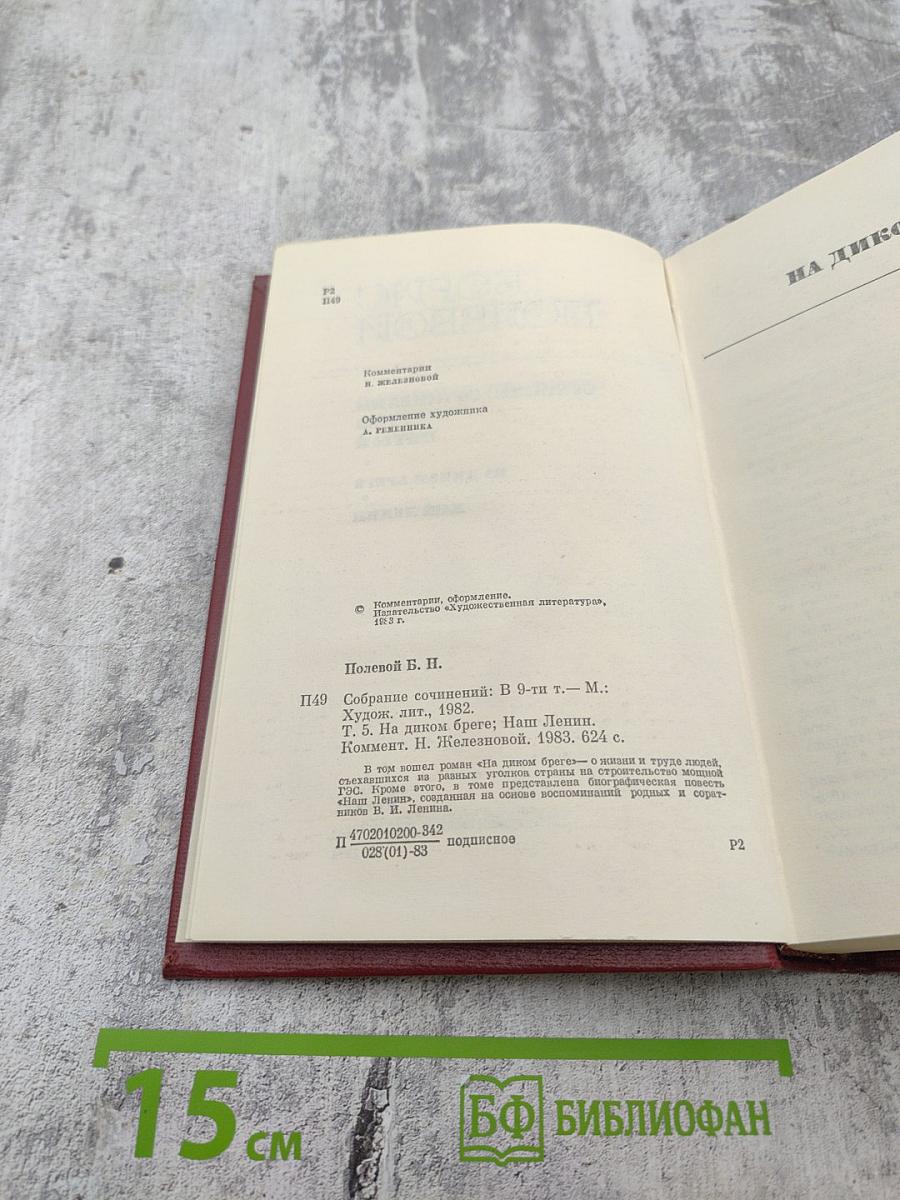 Р2
П49
Комментарии
Н. ЖЕЛЕЗНОВОЙ
Оформление художника
А. РЕМЕННИКА
© Комментарии, оформление.
Издательство «Художественная литература»,
1983 г.
Полевой Б. Н.
П49 Собрание сочинений: В 9-ти т.— М.:
Худож. лит., 1982.
Т. 5. На диком бреге; Наш Ленин.
Коммент. Н. Железновой. 1983. 624 с.
В том вошел роман «На диком бреге»— о жизни и труде людей,
съехавшихся из разных уголков страны на строительство мощной
ГЭС. Кроме этого, в томе представлена биографическая повесть
«Наш Ленин», созданная на основе воспоминаний родных и сорат-
ников В. И. Ленина.
П 4702010200-342
028(01)-83 подписное
Р2
НА ДИКО
15 см
БФ БИБЛИОФАН